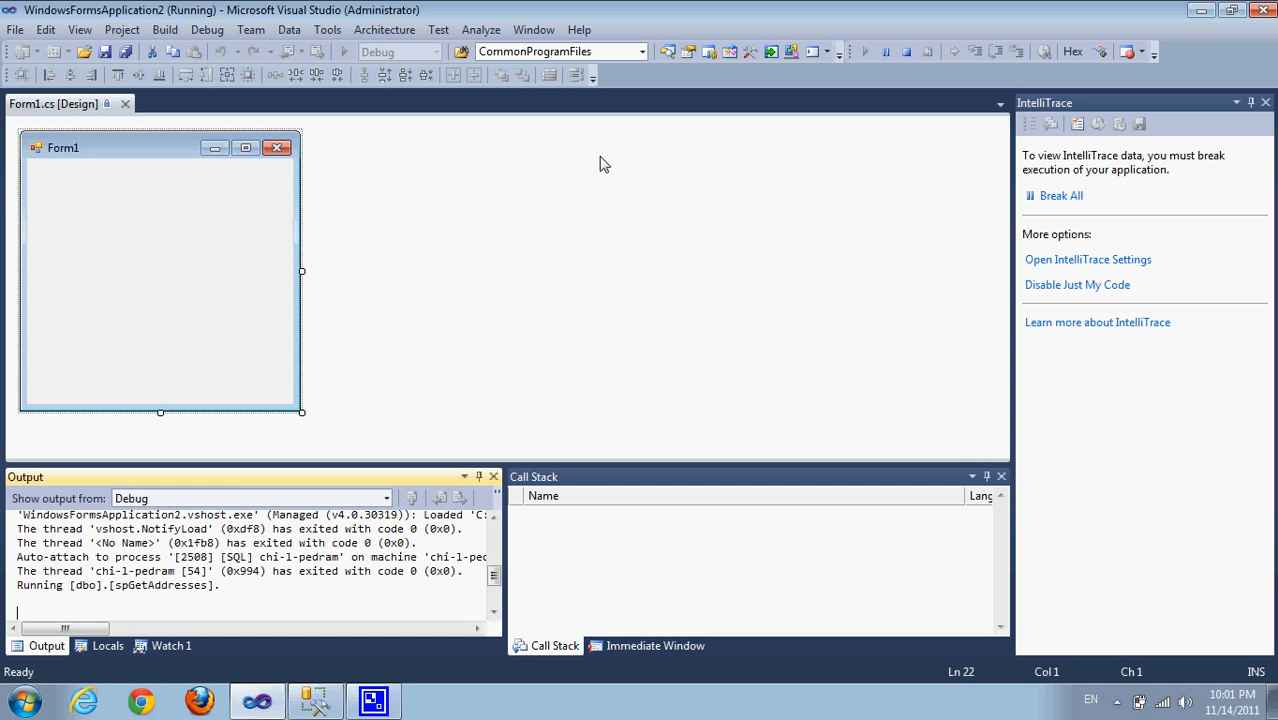 WindowsFormsApplication2 (Running) - Microsoft Visual Studio (Administrator)
File Edit View Project Build Debug Team Data Tools Architecture Test Analyze Window Help
Debug CommonProgramFiles Hex
Form1.cs [Design]
Form1
IntelliTrace
To view IntelliTrace data, you must break
execution of your application.
Break All
More options:
Open IntelliTrace Settings
Disable Just My Code
Learn more about IntelliTrace
Output
Show output from: Debug
'WindowsFormsApplication2.vshost.exe' (Managed (v4.0.30319)): Loaded 'C:
The thread 'vshost.NotifyLoad' (0xdf8) has exited with code 0 (0x0).
The thread '<No Name>' (0x1fb8) has exited with code 0 (0x0).
Auto-attach to process '[2508] [SQL] chi-l-pedram' on machine 'chi-l-ped
The thread 'chi-l-pedram [54]' (0x994) has exited with code 0 (0x0).
Running [dbo].[spGetAddresses].
Output Locals Watch 1
Call Stack
Name Lang
Call Stack Immediate Window
Ready Ln 22 Col 1 Ch 1 INS
EN 10:01 PM
11/14/2011